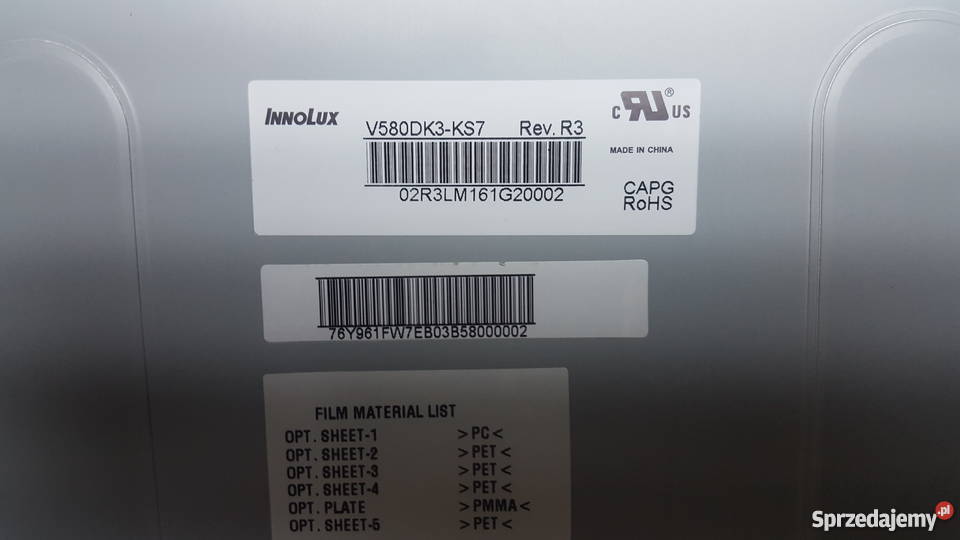 INNOLUX V580DK3-KS7 Rev. R3
02R3LM161G20002
C RU ® US
MADE IN CHINA
CAPG
RoHS
76Y961FW7EB03B58000002
FILM MATERIAL LIST
OPT. SHEET-1 >PC<
OPT. SHEET-2 >PET<
OPT. SHEET-3 >PET<
OPT. SHEET-4 >PET<
OPT. PLATE >PMMA<
OPT. SHEET-5 >PET<
Sprzedajemy.pl